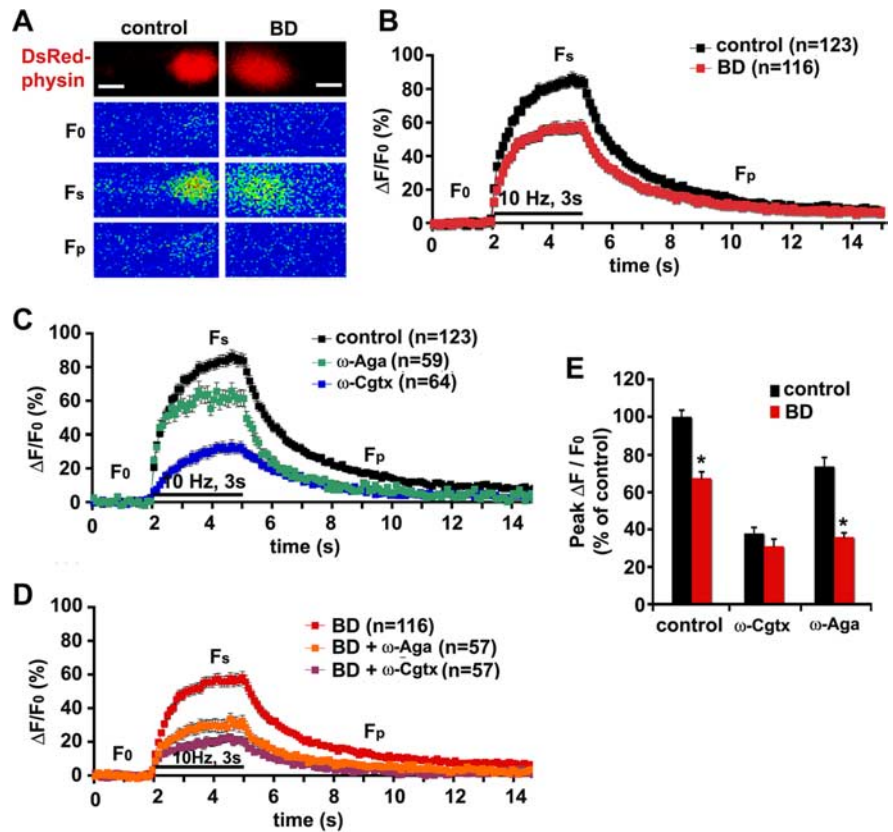 A
control BD
DsRed-
physin
F0
Fs
Fp
B
100
80
60
40
20
0
ΔF/F0 (%)
Fs
control (n=123)
BD (n=116)
F0
Fp
10 Hz, 3s
0 2 4 6 8 10 12 14
time (s)
C
100
80
60
40
20
0
ΔF/F0 (%)
Fs
control (n=123)
ω-Aga (n=59)
ω-Cgtx (n=64)
F0
Fp
10 Hz, 3s
0 2 4 6 8 10 12 14
time (s)
D
100
80
60
40
20
0
ΔF/F0 (%)
Fs
BD (n=116)
BD + ω-Aga (n=57)
BD + ω-Cgtx (n=57)
F0
Fp
10Hz, 3s
0 2 4 6 8 10 12 14
time (s)
E
120
100
80
60
40
20
0
Peak ΔF / F0
(% of control)
control
BD
*
*
control ω-Cgtx ω-Aga